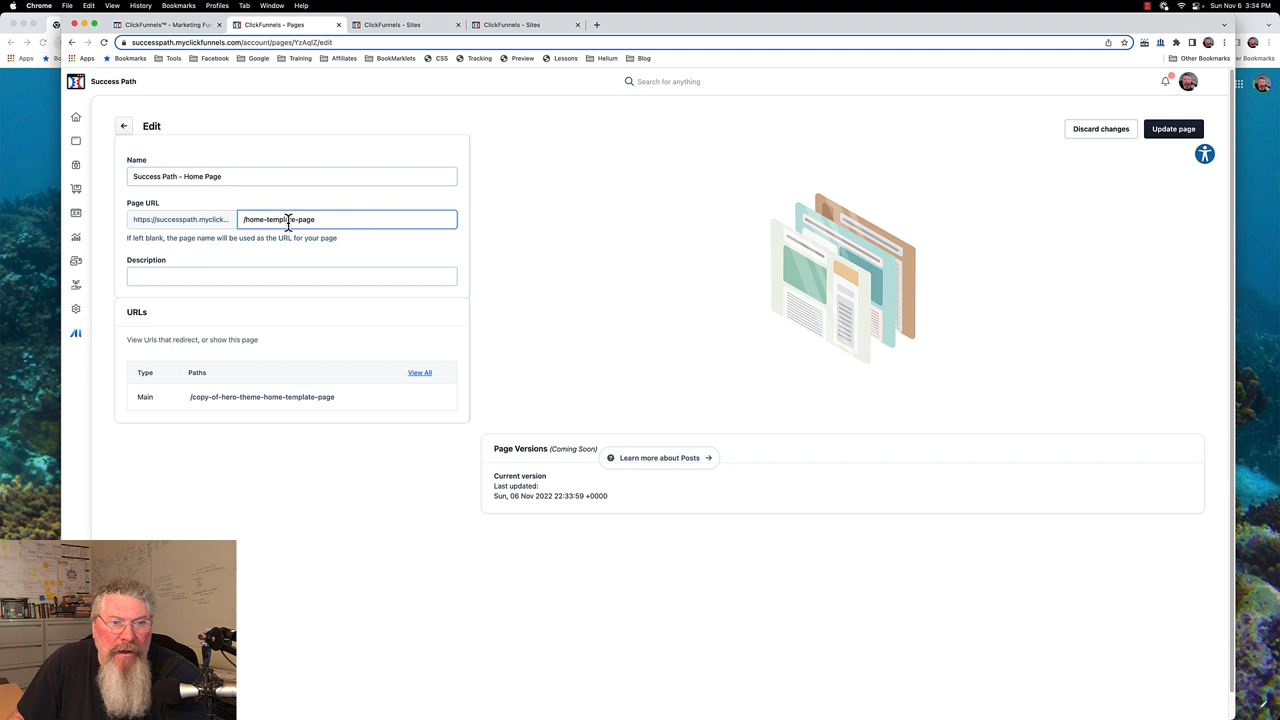 Chrome File Edit View History Bookmarks Profiles Tab Window Help
Sun Nov 6 3:34 PM
ClickFunnels™ - Marketing Fu
ClickFunnels - Pages
ClickFunnels - Sites
ClickFunnels - Sites
successpath.myclickfunnels.com/account/pages/YzAqlZ/edit
Apps
Apps Bookmarks Tools Facebook Google Training Affiliates BookMarklets CSS Tracking Preview Lessons Helium Blog Other Bookmarks
Success Path
Search for anything
Edit
Discard changes
Update page
Name
Success Path - Home Page
Page URL
https://successpath.myclick... /home-template-page
If left blank, the page name will be used as the URL for your page
Description
URLs
View Urls that redirect, or show this page
Type Paths View All
Main /copy-of-hero-theme-home-template-page
Page Versions (Coming Soon)
Learn more about Posts →
Current version
Last updated:
Sun, 06 Nov 2022 22:33:59 +0000